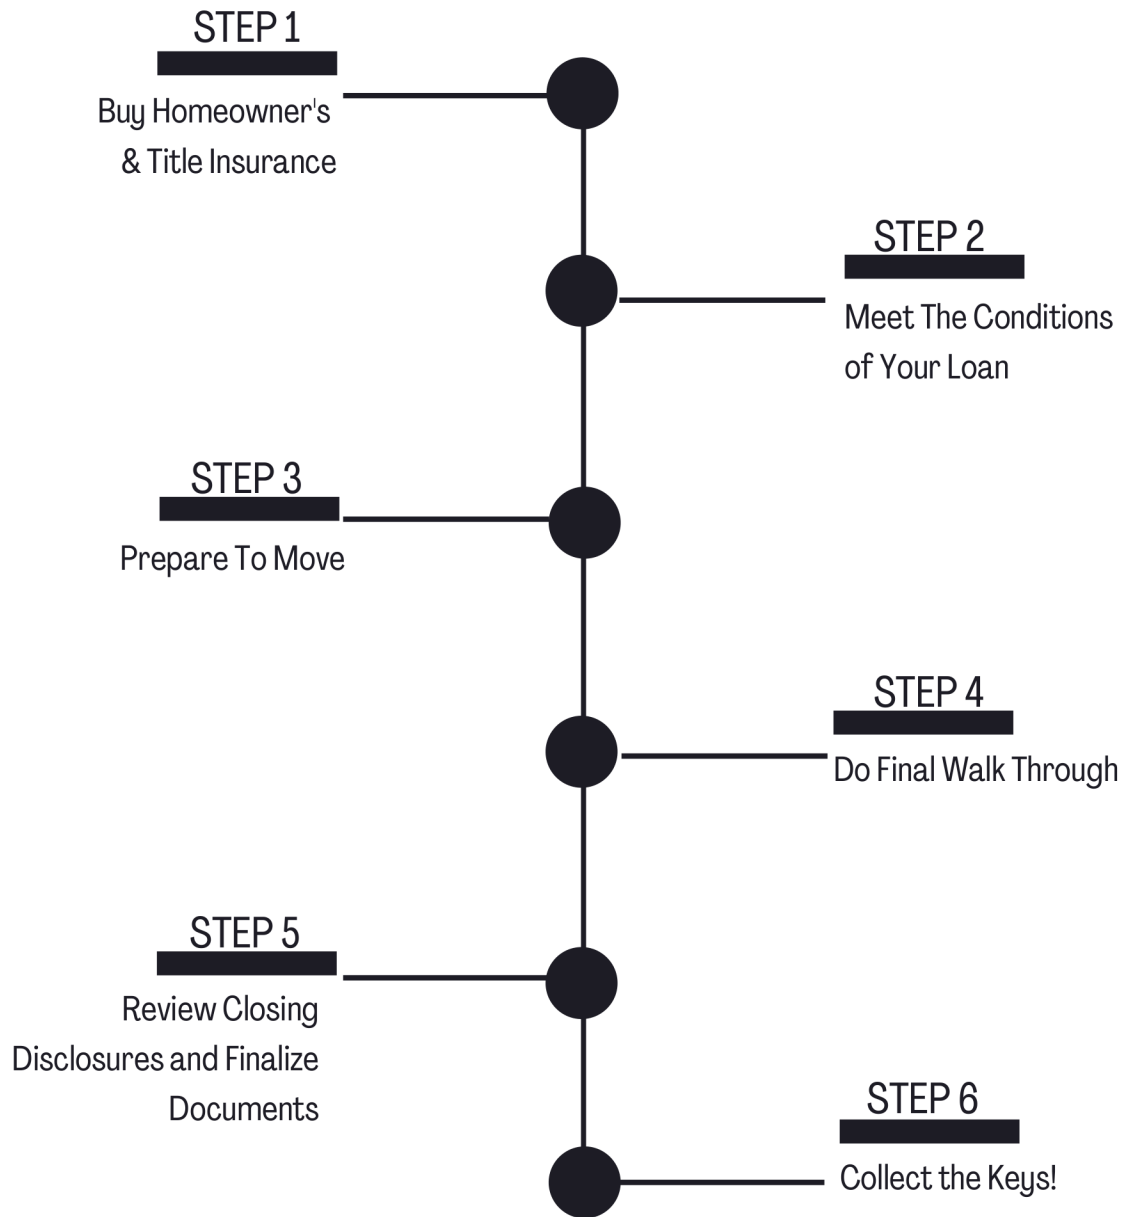 STEP 1
Buy Homeowner's
& Title Insurance
STEP 2
Meet The Conditions
of Your Loan
STEP 3
Prepare To Move
STEP 4
Do Final Walk Through
STEP 5
Review Closing
Disclosures and Finalize
Documents
STEP 6
Collect the Keys!